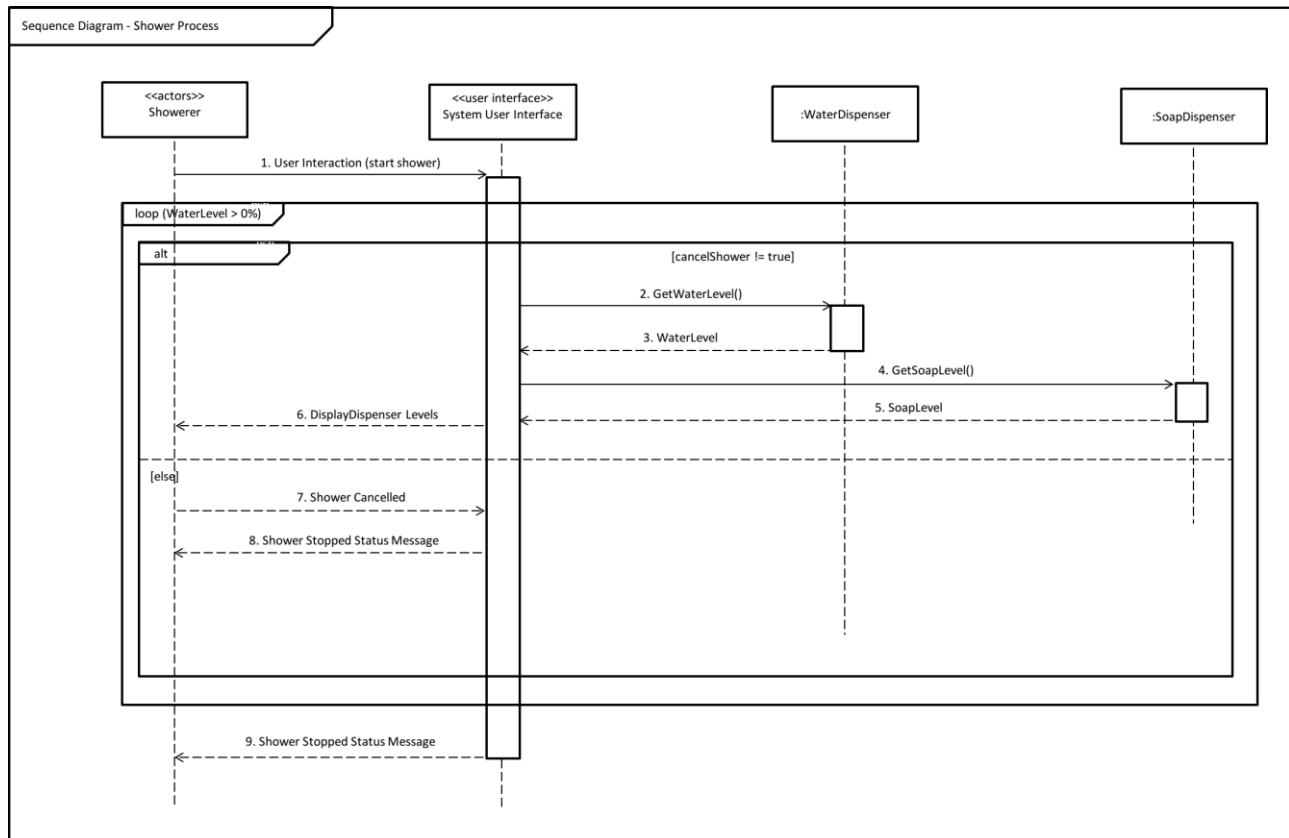 Sequence Diagram - Shower Process
<<actors>>
Showerer
<<user interface>>
System User Interface
:WaterDispenser
:SoapDispenser
1. User Interaction (start shower)
loop (WaterLevel > 0%)
alt
[cancelShower != true]
2. GetWaterLevel()
3. WaterLevel
4. GetSoapLevel()
5. SoapLevel
6. DisplayDispenser Levels
[else]
7. Shower Cancelled
8. Shower Stopped Status Message
9. Shower Stopped Status Message